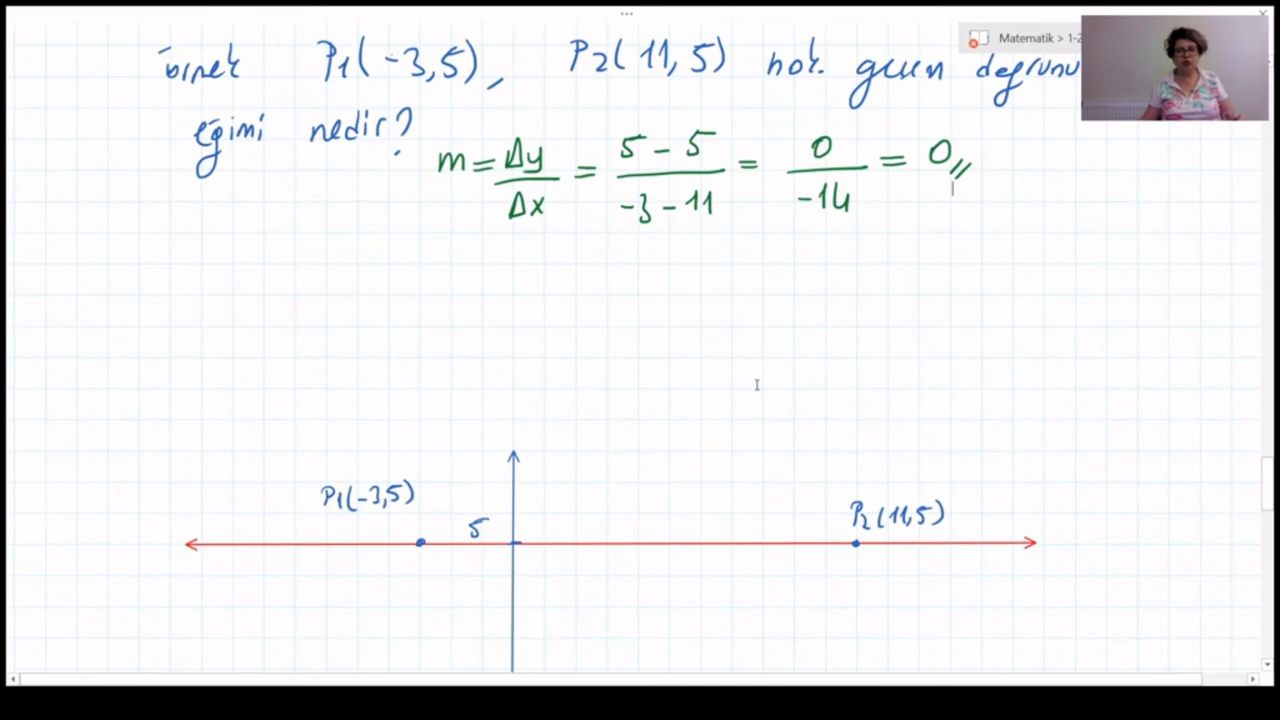 Matematik > 1-2
örnek P1(-3,5), P2(11,5) nok. geçen doğrunu
eğimi nedir?
m = Δy/Δx = 5 - 5/-3 - 11 = 0/-14 = 0//
P1(-3,5)
P2(11,5)
5